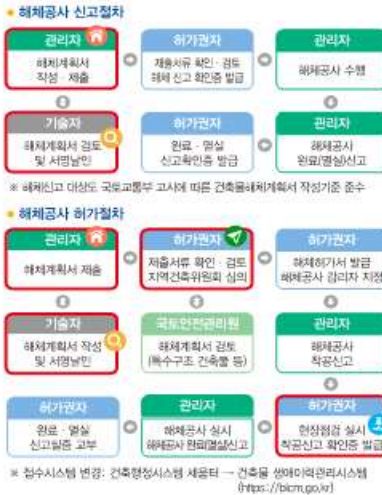 • 해체공사 신고절차
관리자
해체계획서
작성 · 제출
허가권자
제출서류 확인 · 검토
해체 신고 확인증 발급
관리자
해체공사 수행
기술자
해체계획서 검토
및 서명날인
허가권자
완료 · 멸실
신고확인증 발급
관리자
해체공사
완료(멸실)신고
※ 해체신고 대상도 국토교통부 고시에 따른 건축물해체계획서 작성기준 준수
• 해체공사 허가절차
관리자
해체계획서 제출
허가권자
제출서류 확인 · 검토
지역건축위원회 심의
허가권자
해체허가서 발급
해체공사 감리자 지정
기술자
해체계획서 작성
및 서명날인
국토안전관리원
해체계획서 검토
(특수구조 건축물 등)
관리자
해체공사
착공신고
허가권자
완료 · 멸실
신고필증 교부
관리자
해체공사 실시
해체공사 완료(멸실)신고
허가권자
현장점검 실시
착공신고 확인증 발급
※ 접수시스템 변경: 건축행정시스템 세움터 → 건축물 생애이력관리시스템
(https://blcm.go.kr)